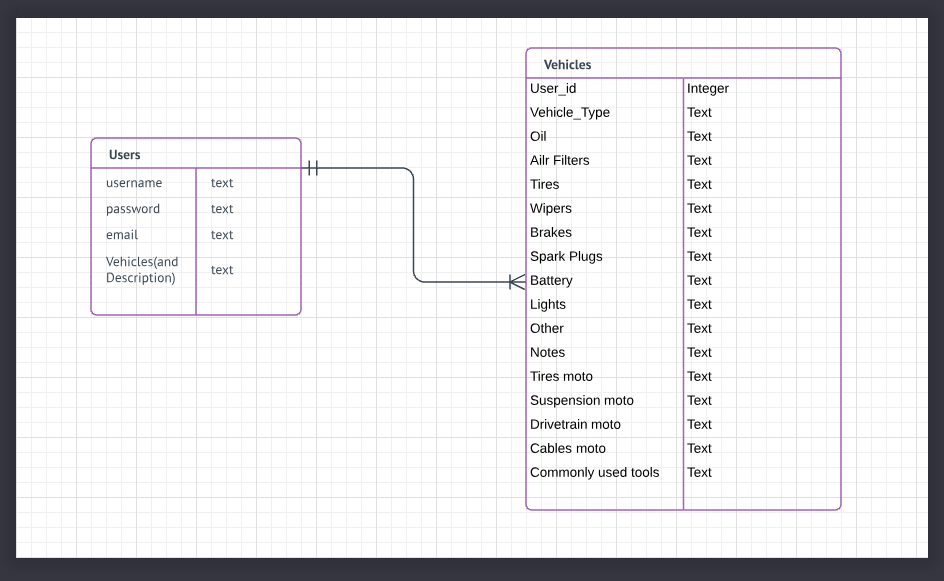 Users
username text
password text
email text
Vehicles(and
Description) text
Vehicles
User_id Integer
Vehicle_Type Text
Oil Text
Ailr Filters Text
Tires Text
Wipers Text
Brakes Text
Spark Plugs Text
Battery Text
Lights Text
Other Text
Notes Text
Tires moto Text
Suspension moto Text
Drivetrain moto Text
Cables moto Text
Commonly used tools Text